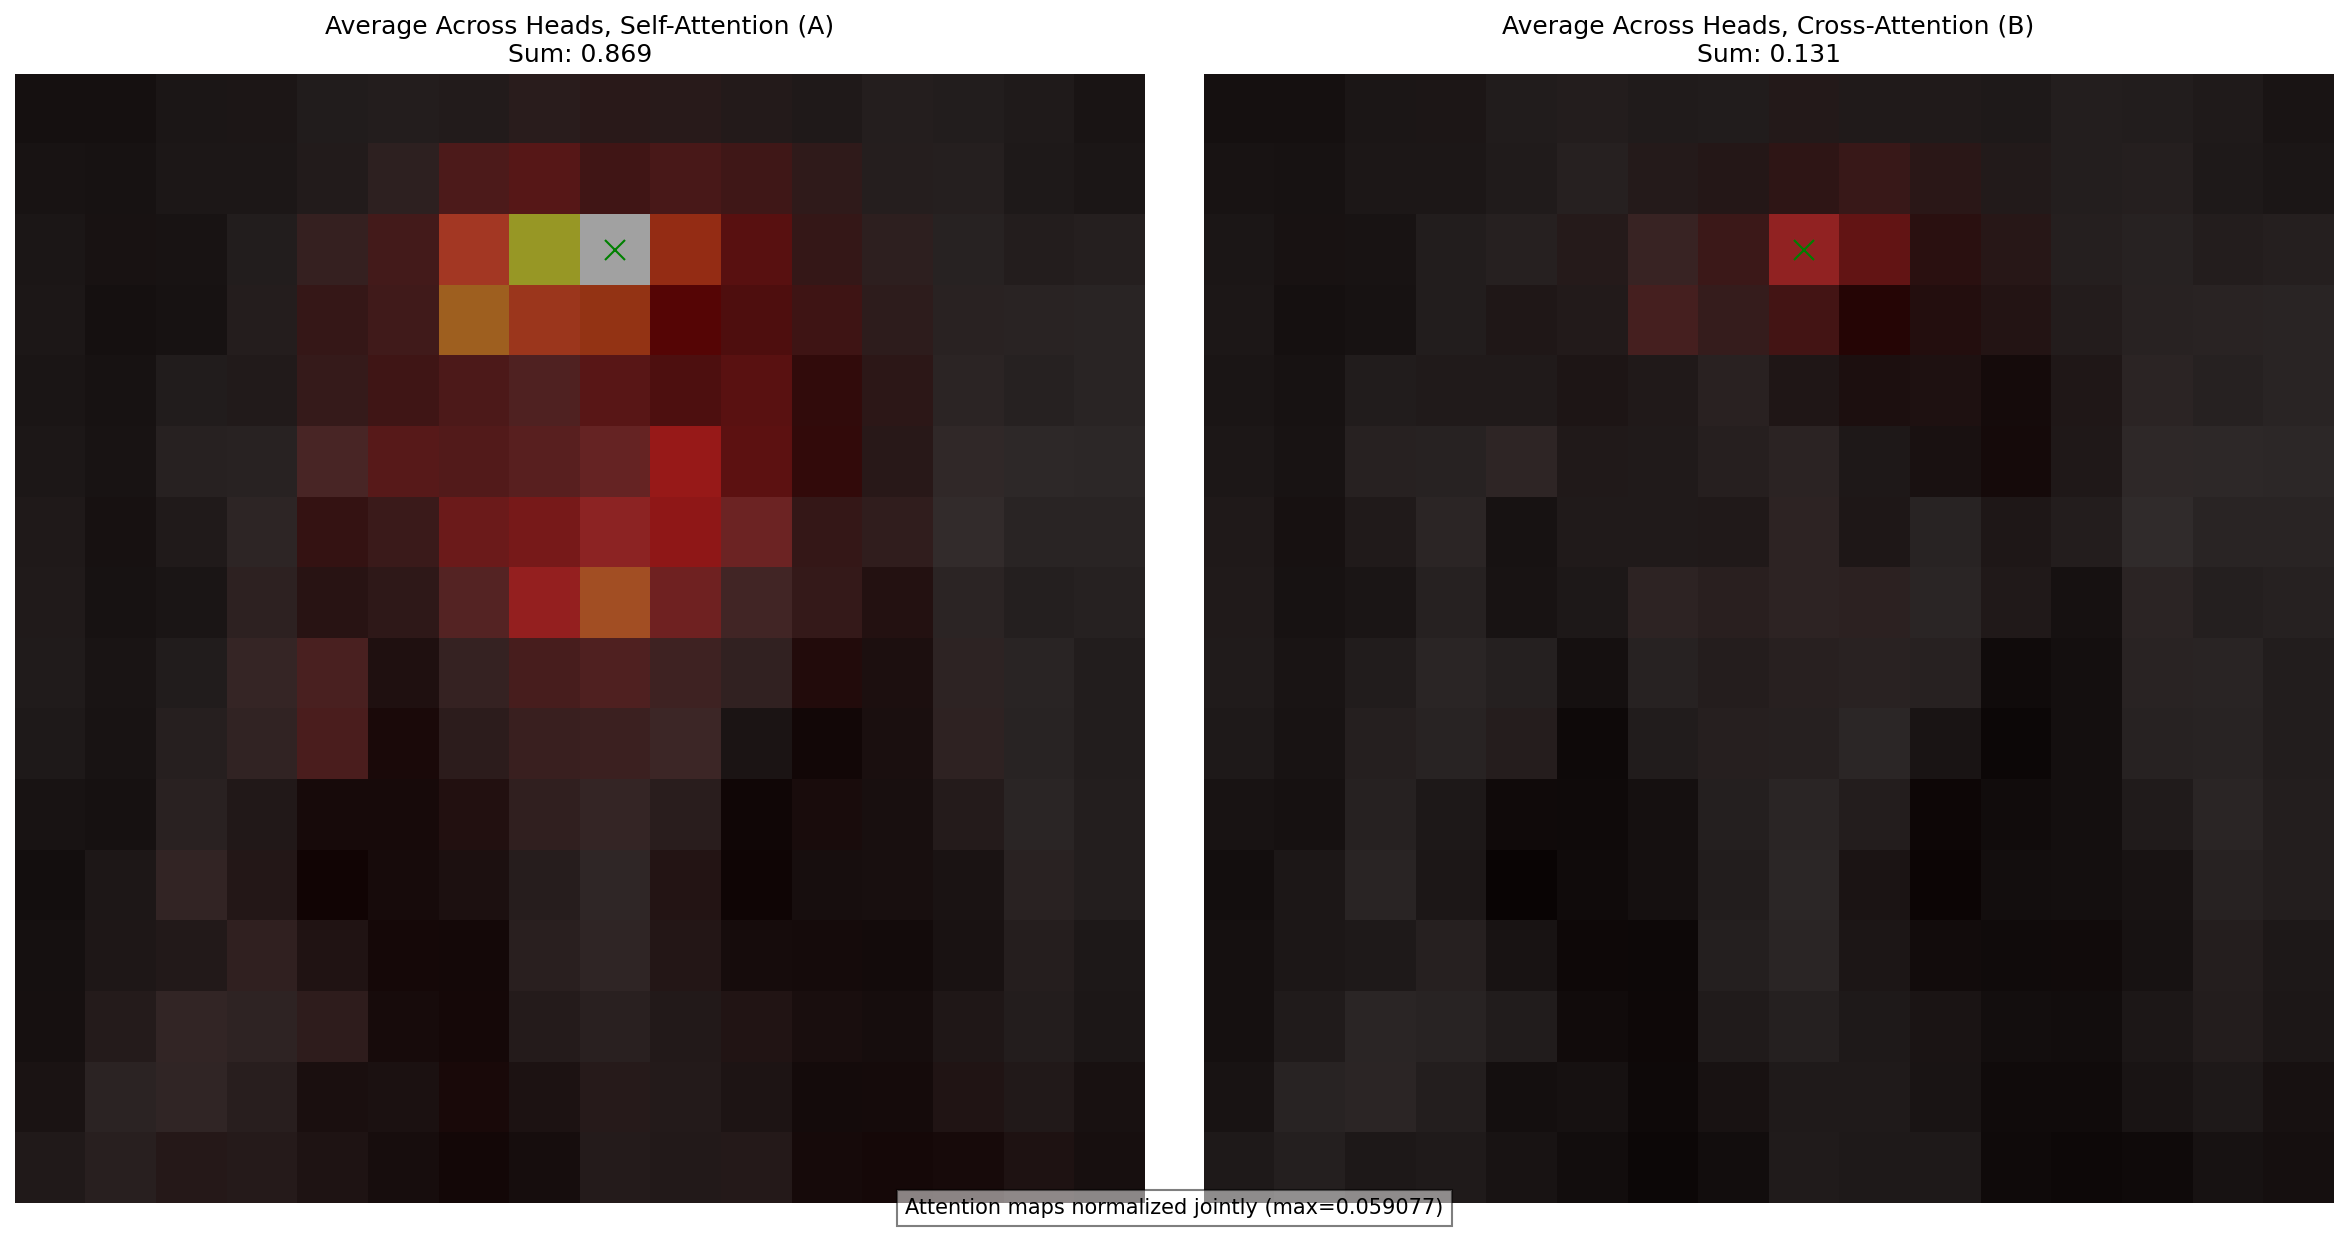 Average Across Heads, Self-Attention (A)
Sum: 0.869
Average Across Heads, Cross-Attention (B)
Sum: 0.131
Attention maps normalized jointly (max=0.059077)